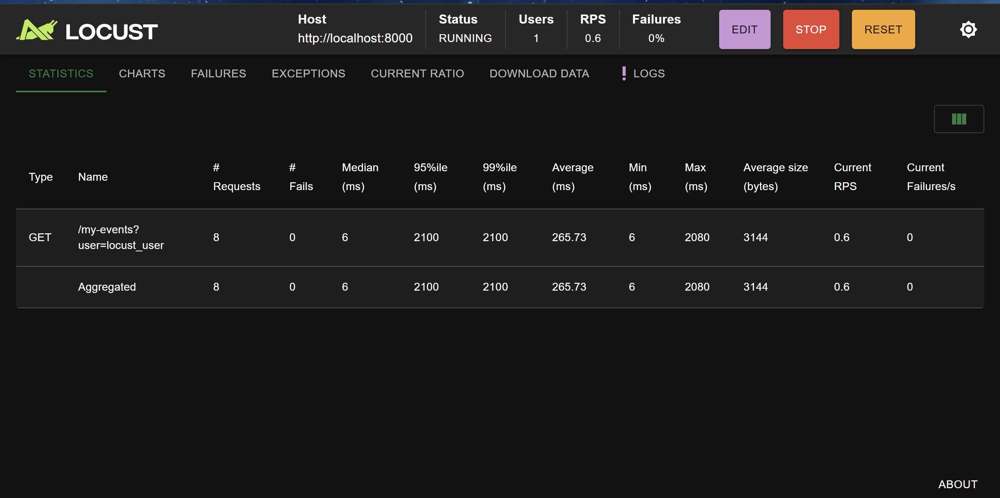 LOCUST
Host
http://localhost:8000
Status
RUNNING
Users
1
RPS
0.6
Failures
0%
EDIT
STOP
RESET
STATISTICS CHARTS FAILURES EXCEPTIONS CURRENT RATIO DOWNLOAD DATA LOGS
Type
Name
#
Requests
#
Fails
Median
(ms)
95%ile
(ms)
99%ile
(ms)
Average
(ms)
Min
(ms)
Max
(ms)
Average size
(bytes)
Current
RPS
Current
Failures/s
GET
/my-events?
user=locust_user
8 0 6 2100 2100 265.73 6 2080 3144 0.6 0
Aggregated 8 0 6 2100 2100 265.73 6 2080 3144 0.6 0
ABOUT